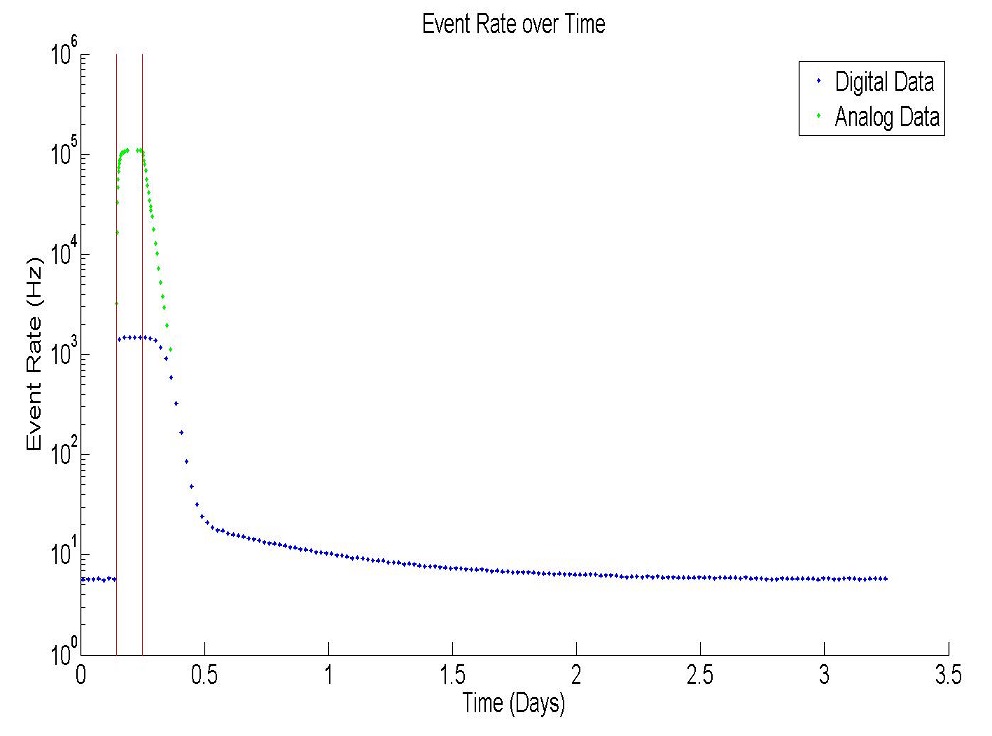 Event Rate over Time
Digital Data
Analog Data
10^6
10^5
10^4
10^3
10^2
10^1
10^0
Event Rate (Hz)
0 0.5 1 1.5 2 2.5 3 3.5
Time (Days)